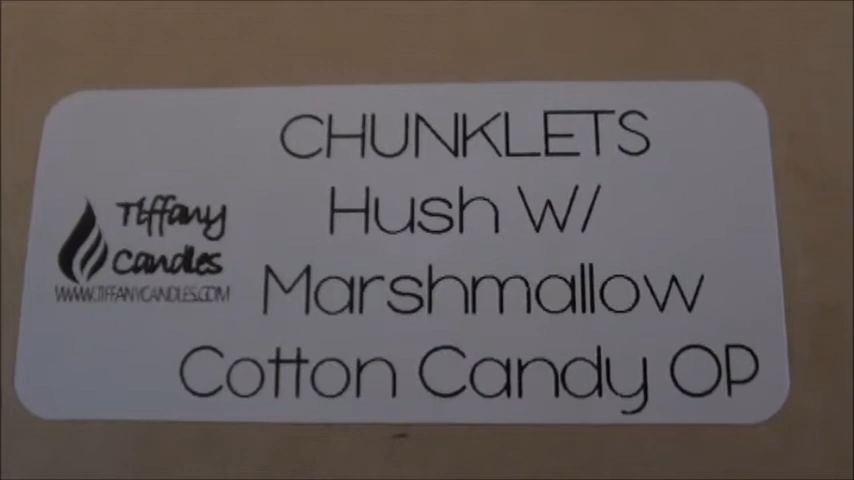 CHUNKLETS
Hush W/
Marshmallow
Cotton Candy OP
Tiffany
Candles
WWW.TIFFANYCANDLES.COM